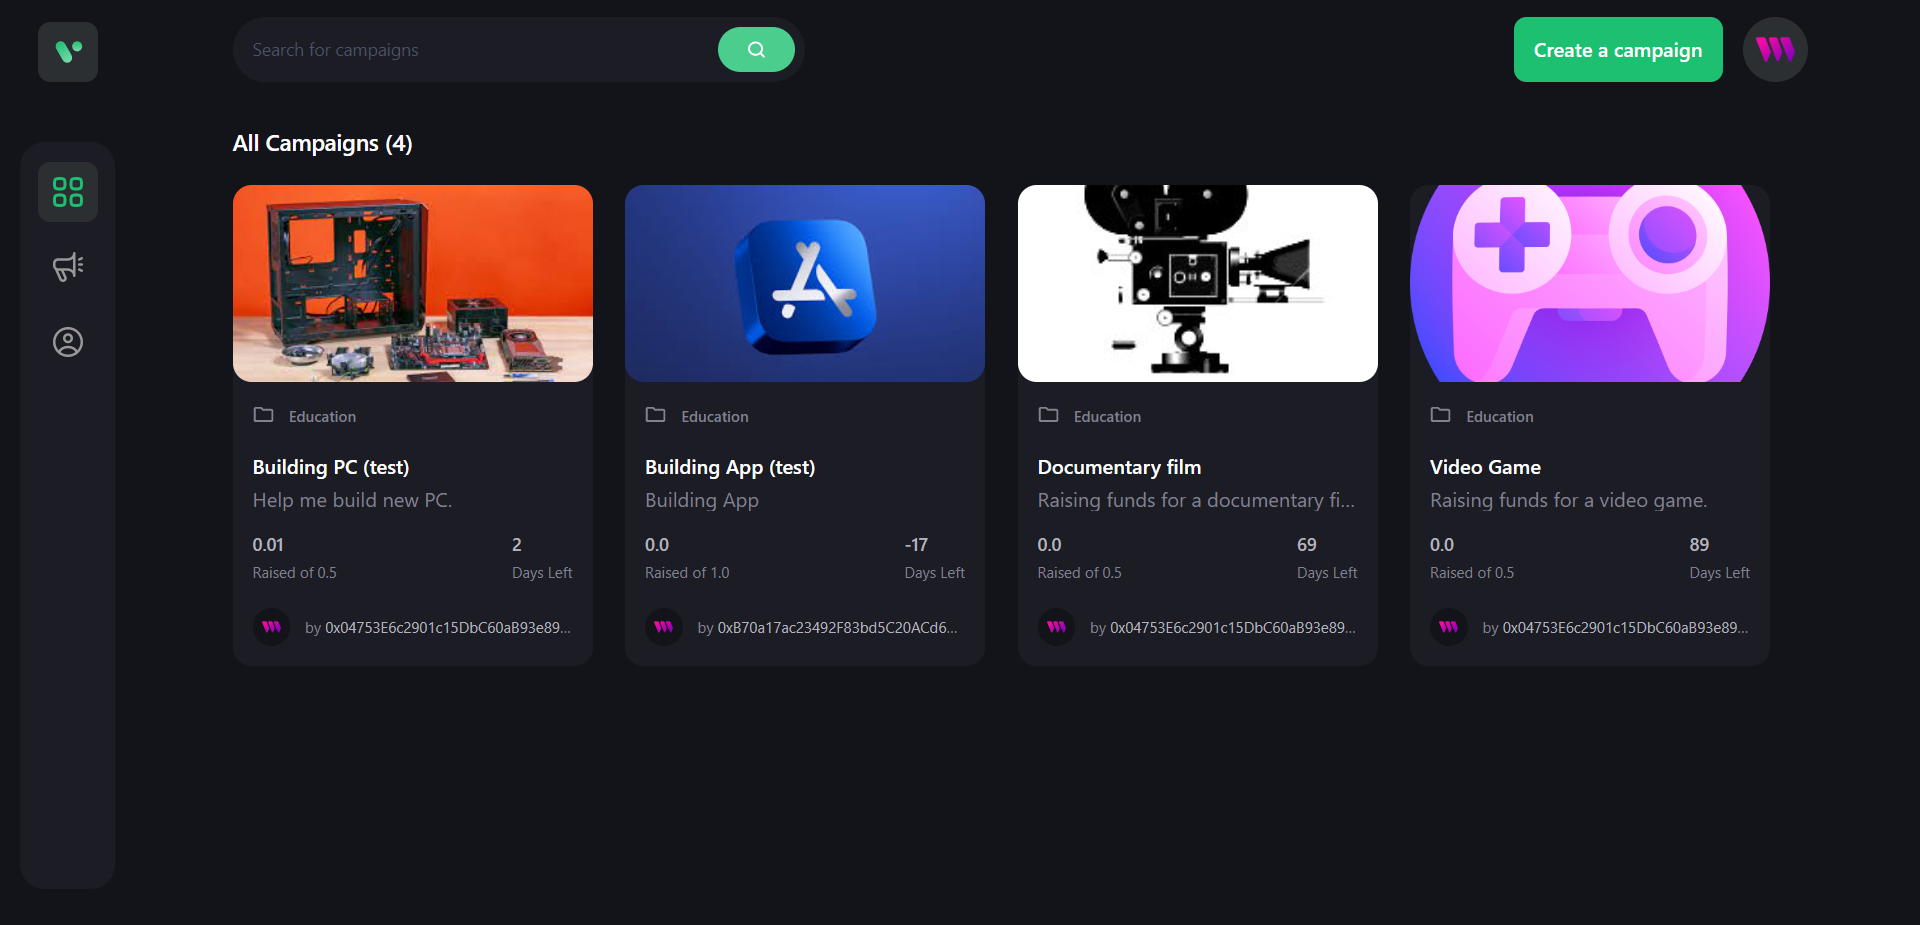 Search for campaigns
Create a campaign
All Campaigns (4)
Education
Building PC (test)
Help me build new PC.
0.01
2
Raised of 0.5
Days Left
by 0x04753E6c2901c15DbC60aB93e89...
Education
Building App (test)
Building App
0.0
-17
Raised of 1.0
Days Left
by 0xB70a17ac23492F83bd5C20ACd6...
Education
Documentary film
Raising funds for a documentary fi...
0.0
69
Raised of 0.5
Days Left
by 0x04753E6c2901c15DbC60aB93e89...
Education
Video Game
Raising funds for a video game.
0.0
89
Raised of 0.5
Days Left
by 0x04753E6c2901c15DbC60aB93e89...